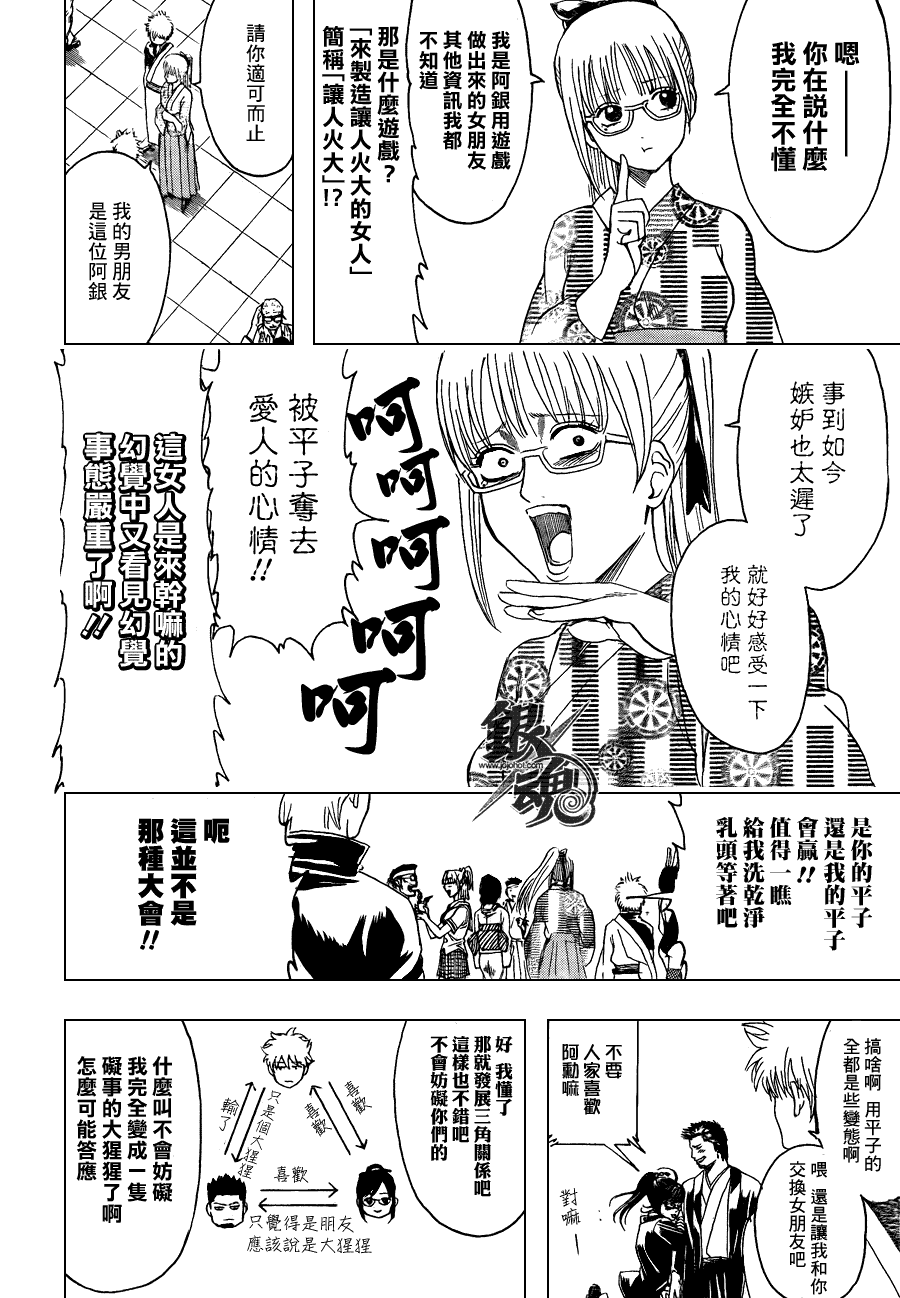 嗯——
你在說什麼
我完全不懂
我是阿銀用遊戲
做出來的女朋友
其他資訊我都
不知道
那是什麼遊戲？
「來製造讓人火大的女人」
簡稱「讓人火大」!?
請你適可而止
我的男朋友
是這位阿銀
事到如今
嫉妒也太遲了
就好好感受一下
我的心情吧
呵呵呵呵呵
被平子奪去
愛人的心情!!
這女人是來幹嘛的
幻覺中又看見幻覺
事態嚴重了啊!!
銀魂
www.jojohot.com
是你的平子
還是我的平子
會贏!!
值得一瞧
給我洗乾淨
乳頭等著吧
呃
這並不是
那種大會!!
搞啥啊 用平子的
全都是些變態啊
喂 還是讓我和你
交換女朋友吧
不要
人家喜歡
阿勳嘛
對嘛…
好 我懂了
那就發展三角關係吧
這樣也不錯吧
不會妨礙你們的
喜歡
喜歡
只是個大猩猩
輸了
喜歡
只覺得是朋友
應該說是大猩猩
什麼叫不會妨礙
我完全變成一隻
礙事的大猩猩了啊
怎麼可能答應